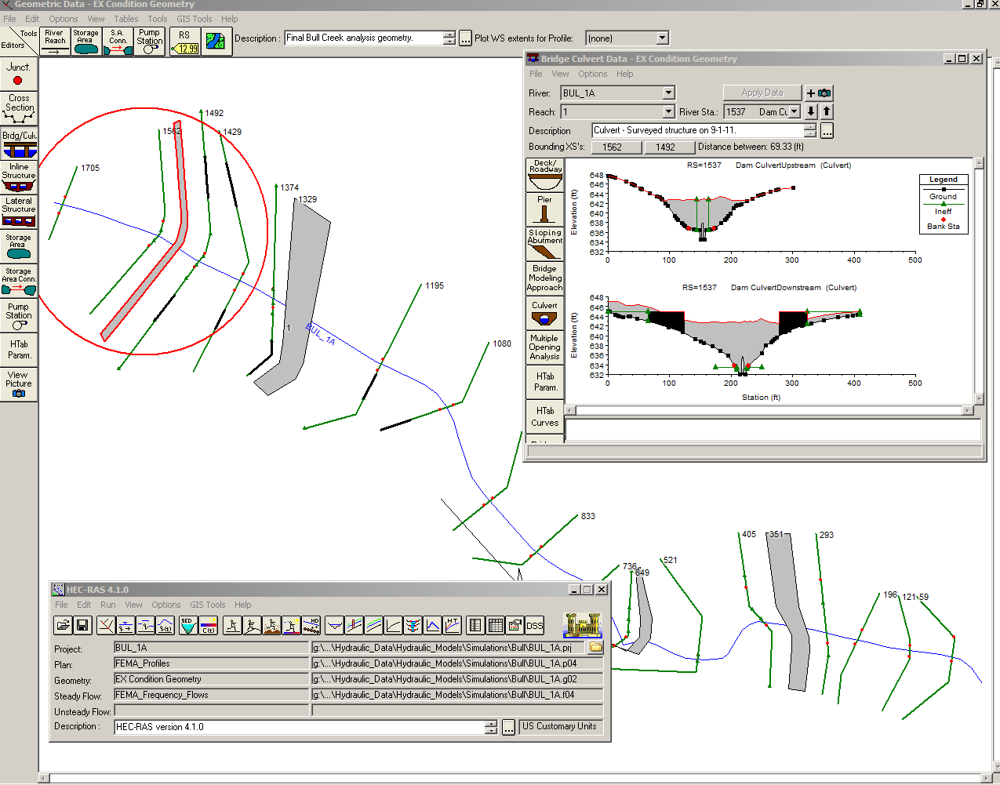 Geometric Data - EX Condition Geometry
File Edit Options View Tables Tools GIS Tools Help
Tools
Editors
River
Reach
Storage
Area
S.A.
Conn.
Pump
Station
RS
12.99
Description :
Final Bull Creek analysis geometry.
...
Plot WS extents for Profile:
(none)
Junct.
Cross
Section
Brdg/Culv
Inline
Structure
Lateral
Structure
Storage
Area
Storage
Area Conn.
Pump
Station
HTab
Param.
View
Picture
1705
1562
1492
1429
1374
1329
1
BUL_1A
1195
1080
833
736
649
521
405
351
293
196
121
59
Bridge Culvert Data - EX Condition Geometry
File View Options Help
River: BUL_1A Apply Data
Reach: 1 River Sta.: 1537 Dam Cu
Description Culvert - Surveyed structure on 9-1-11. ...
Bounding XS's: 1562 1492 Distance between: 69.33 (ft)
Deck/
Roadway
Pier
Sloping
Abutment
Bridge
Modeling
Approach
Culvert
Multiple
Opening
Analysis
HTab
Param.
HTab
Curves
RS=1537 Dam CulvertUpstream (Culvert)
Elevation (ft)
648
646
644
642
640
638
636
634
632
0 100 200 300 400 500
Legend
Ground
Ineff
Bank Sta
RS=1537 Dam CulvertDownstream (Culvert)
Elevation (ft)
648
646
644
642
640
638
636
634
632
0 100 200 300 400 500
Station (ft)
HEC-RAS 4.1.0
File Edit Run View Options GIS Tools Help
SED
C(t)
HD
HT
DSS
Project: BUL_1A g:\...\Hydraulic_Data\Hydraulic_Models\Simulations\Bull\BUL_1A.prj
Plan: FEMA_Profiles g:\...\Hydraulic_Data\Hydraulic_Models\Simulations\Bull\BUL_1A.p04
Geometry: EX Condition Geometry g:\...\Hydraulic_Data\Hydraulic_Models\Simulations\Bull\BUL_1A.g02
Steady Flow: FEMA_Frequency_Flows g:\...\Hydraulic_Data\Hydraulic_Models\Simulations\Bull\BUL_1A.f04
Unsteady Flow:
Description : HEC-RAS version 4.1.0 ... US Customary Units